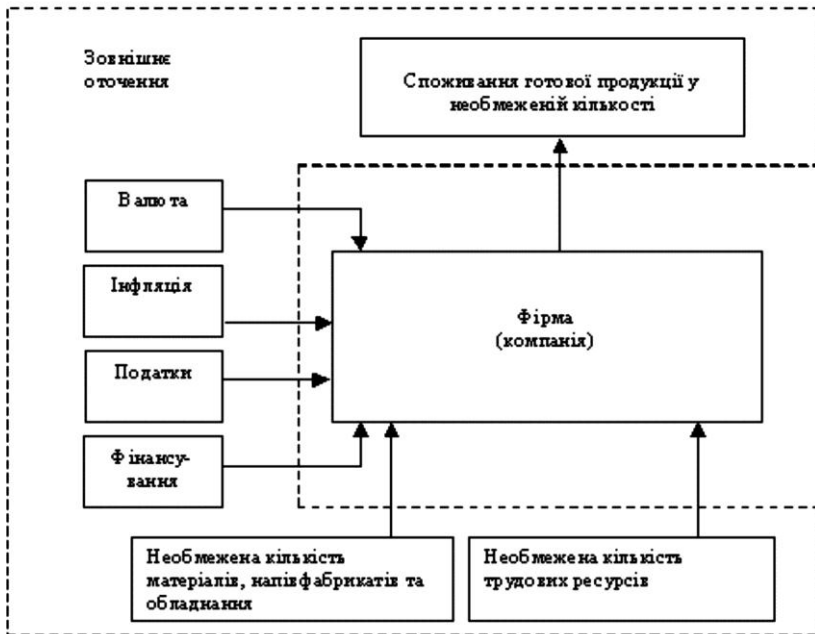 Зовнішнє
оточення
Споживання готової продукції у
необмеженій кількості
Валюта
Інфляція
Податки
Фінансу-
вання
Фірма
(компанія)
Необмежена кількість
матеріалів, напівфабрикатів та
обладнання
Необмежена кількість
трудових ресурсів